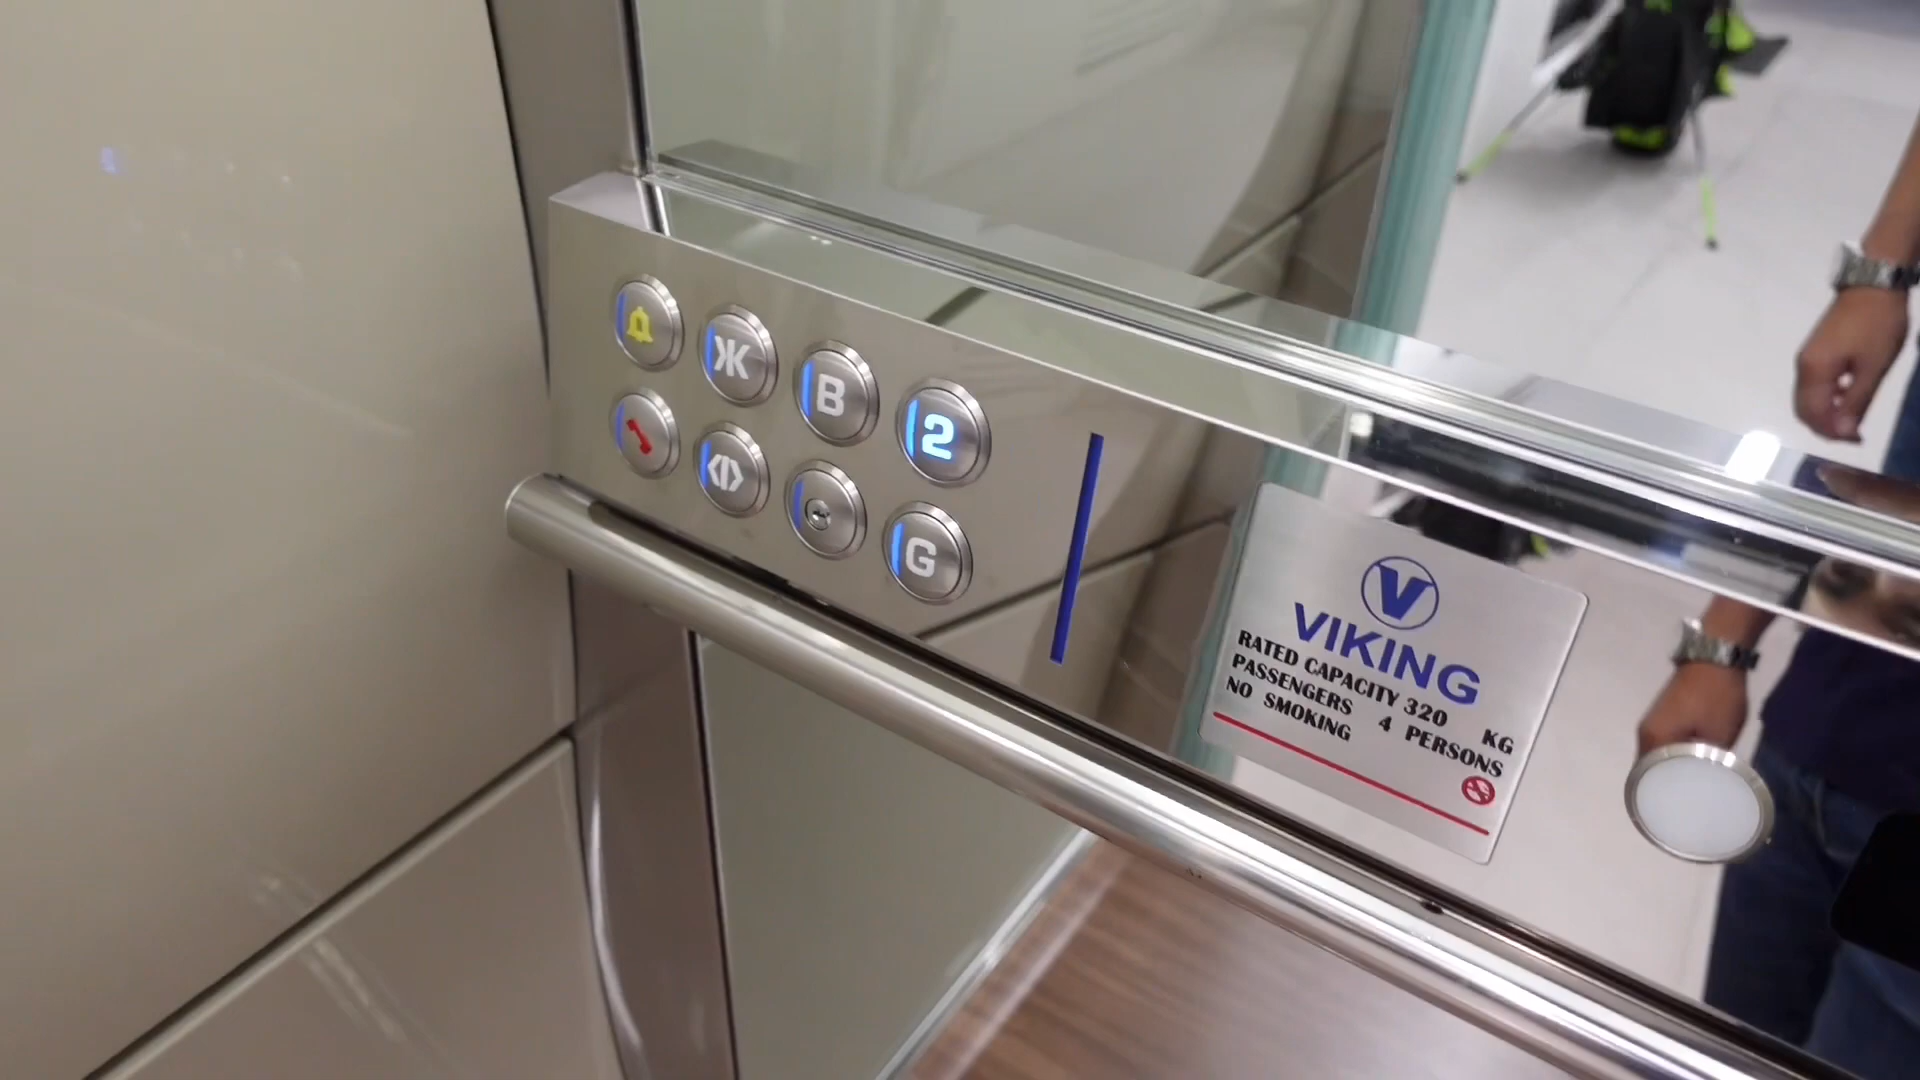 B
2
G
V
VIKING
RATED CAPACITY 320 KG
PASSENGERS 4 PERSONS
NO SMOKING